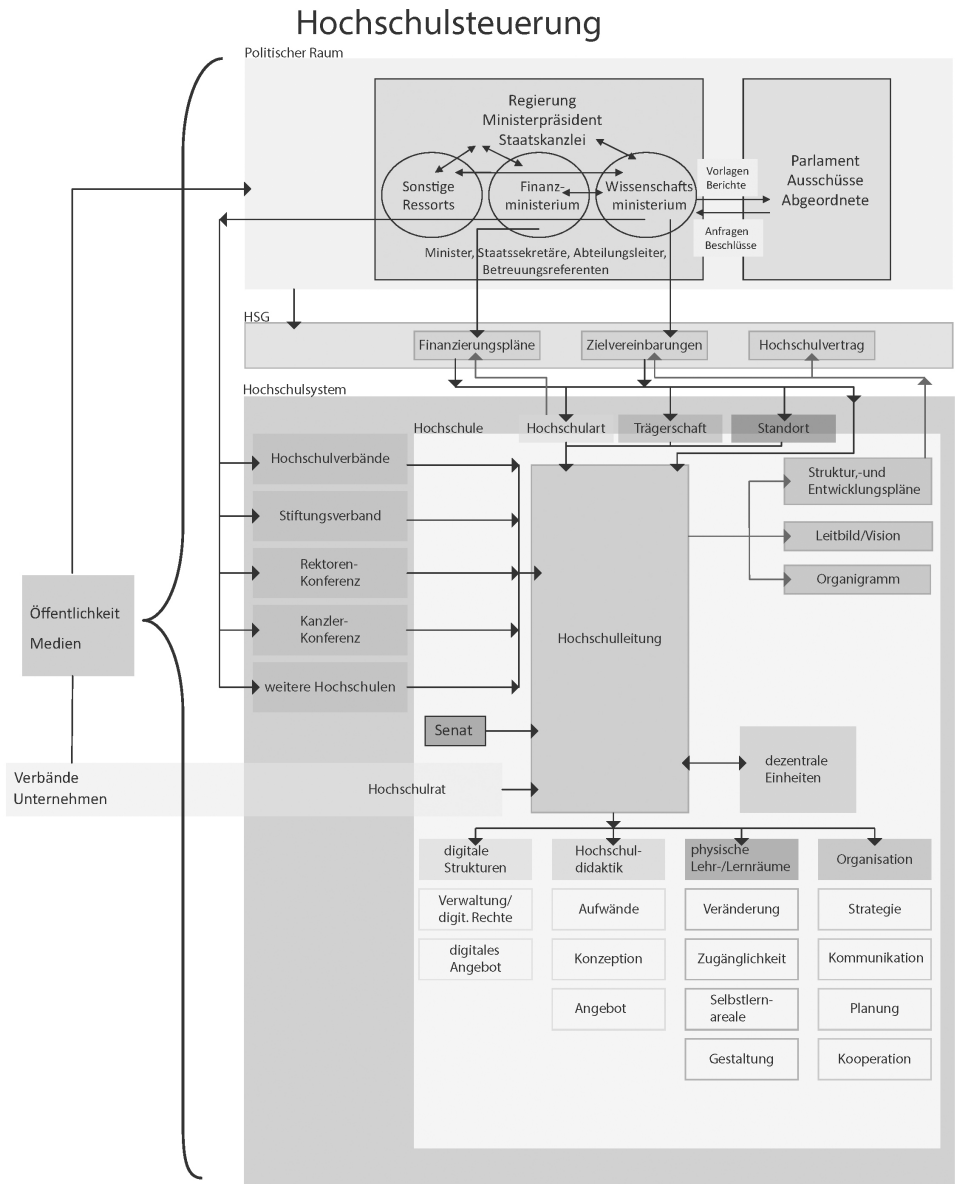 Hochschulsteuerung
Politischer Raum
Regierung
Ministerpräsident
Staatskanzlei
Sonstige
Ressorts
Finanz-
ministerium
Wissenschafts
ministerium
Minister, Staatssekretäre, Abteilungsleiter,
Betreuungsreferenten
Vorlagen
Berichte
Anfragen
Beschlüsse
Parlament
Ausschüsse
Abgeordnete
HSG
Finanzierungspläne
Zielvereinbarungen
Hochschulvertrag
Hochschulsystem
Hochschule
Hochschulart
Trägerschaft
Standort
Hochschulverbände
Stiftungsverband
Rektoren-
Konferenz
Kanzler-
Konferenz
weitere Hochschulen
Struktur,-und
Entwicklungspläne
Leitbild/Vision
Organigramm
Öffentlichkeit
Medien
Hochschulleitung
Senat
dezentrale
Einheiten
Verbände
Unternehmen
Hochschulrat
digitale
Strukturen
Verwaltung/
digit. Rechte
digitales
Angebot
Hochschul-
didaktik
Aufwände
Konzeption
Angebot
physische
Lehr-/Lernräume
Veränderung
Zugänglichkeit
Selbstlern-
areale
Gestaltung
Organisation
Strategie
Kommunikation
Planung
Kooperation